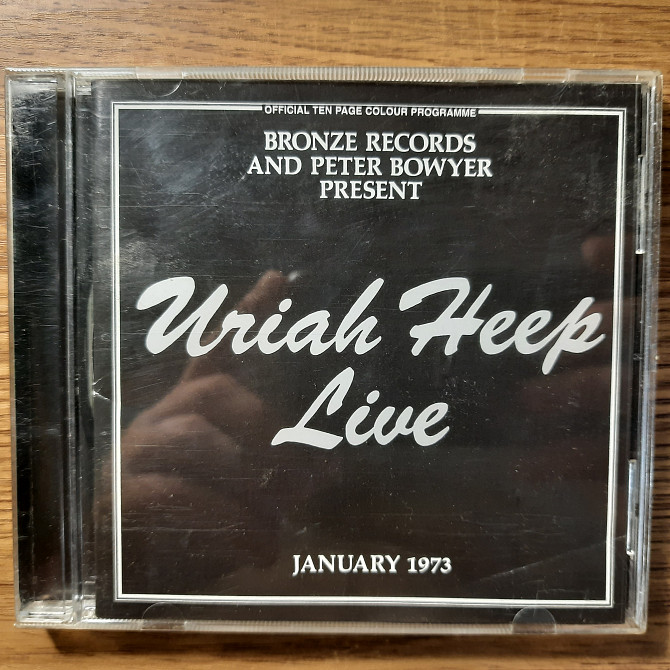 OFFICIAL TEN PAGE COLOUR PROGRAMME
BRONZE RECORDS
AND PETER BOWYER
PRESENT
Uriah Heep
Live
JANUARY 1973